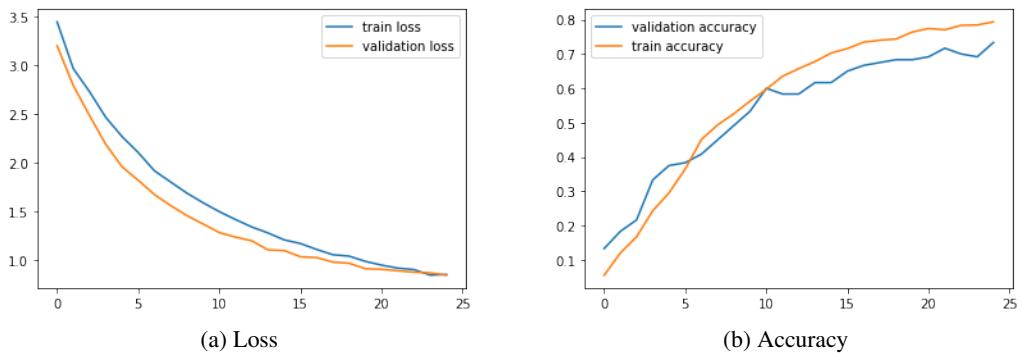 3.5
3.0
2.5
2.0
1.5
1.0
train loss
validation loss
0 5 10 15 20 25
(a) Loss
0.8
0.7
0.6
0.5
0.4
0.3
0.2
0.1
validation accuracy
train accuracy
0 5 10 15 20 25
(b) Accuracy